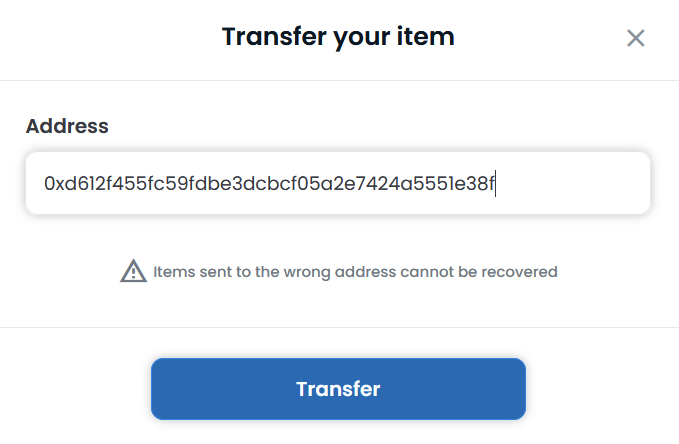 Transfer your item
Address
0xd612f455fc59fdbe3dcbcf05a2e7424a5551e38f
Items sent to the wrong address cannot be recovered
Transfer